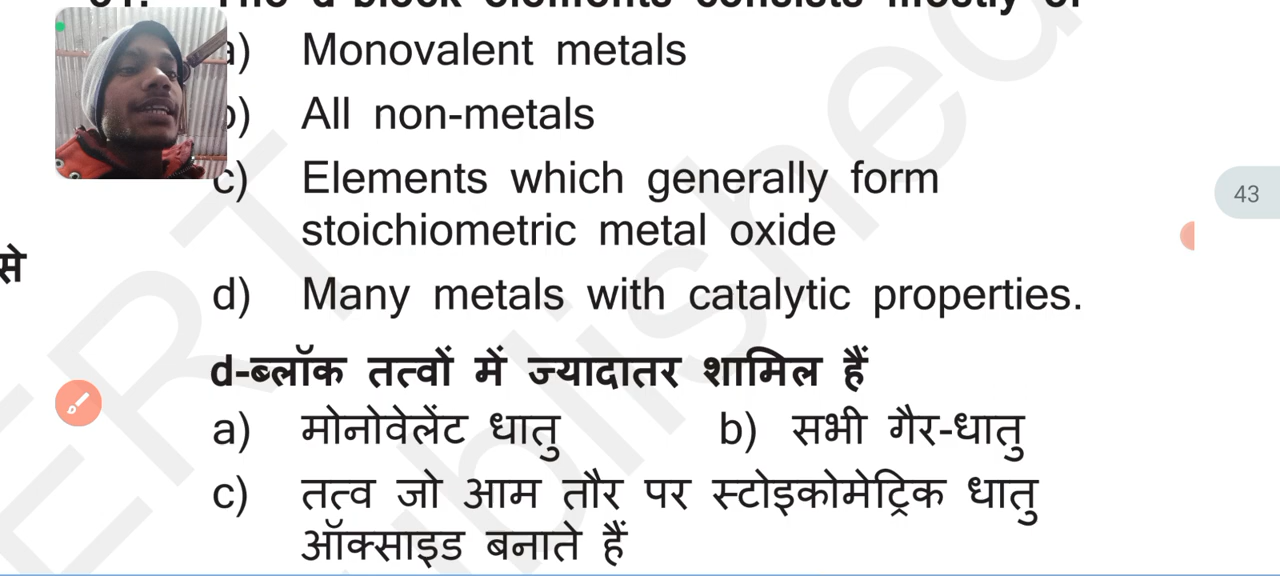 a) Monovalent metals
b) All non-metals
c) Elements which generally form
stoichiometric metal oxide
43
से
d) Many metals with catalytic properties.
d-ब्लॉक तत्वों में ज्यादातर शामिल हैं
a) मोनोवेलेंट धातु b) सभी गैर-धातु
c) तत्व जो आम तौर पर स्टोइकोमेट्रिक धातु
ऑक्साइड बनाते हैं